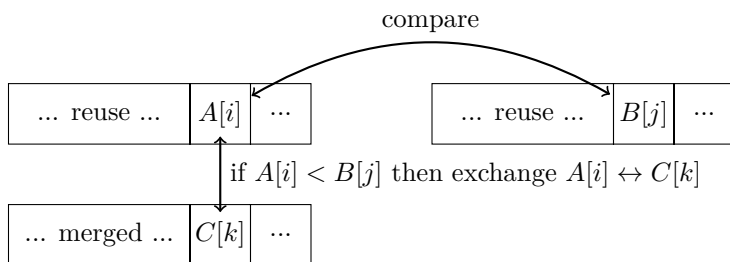 compare
... reuse ... A[i] ... ... reuse ... B[j] ...
if A[i] < B[j] then exchange A[i] ↔ C[k]
... merged ... C[k] ...